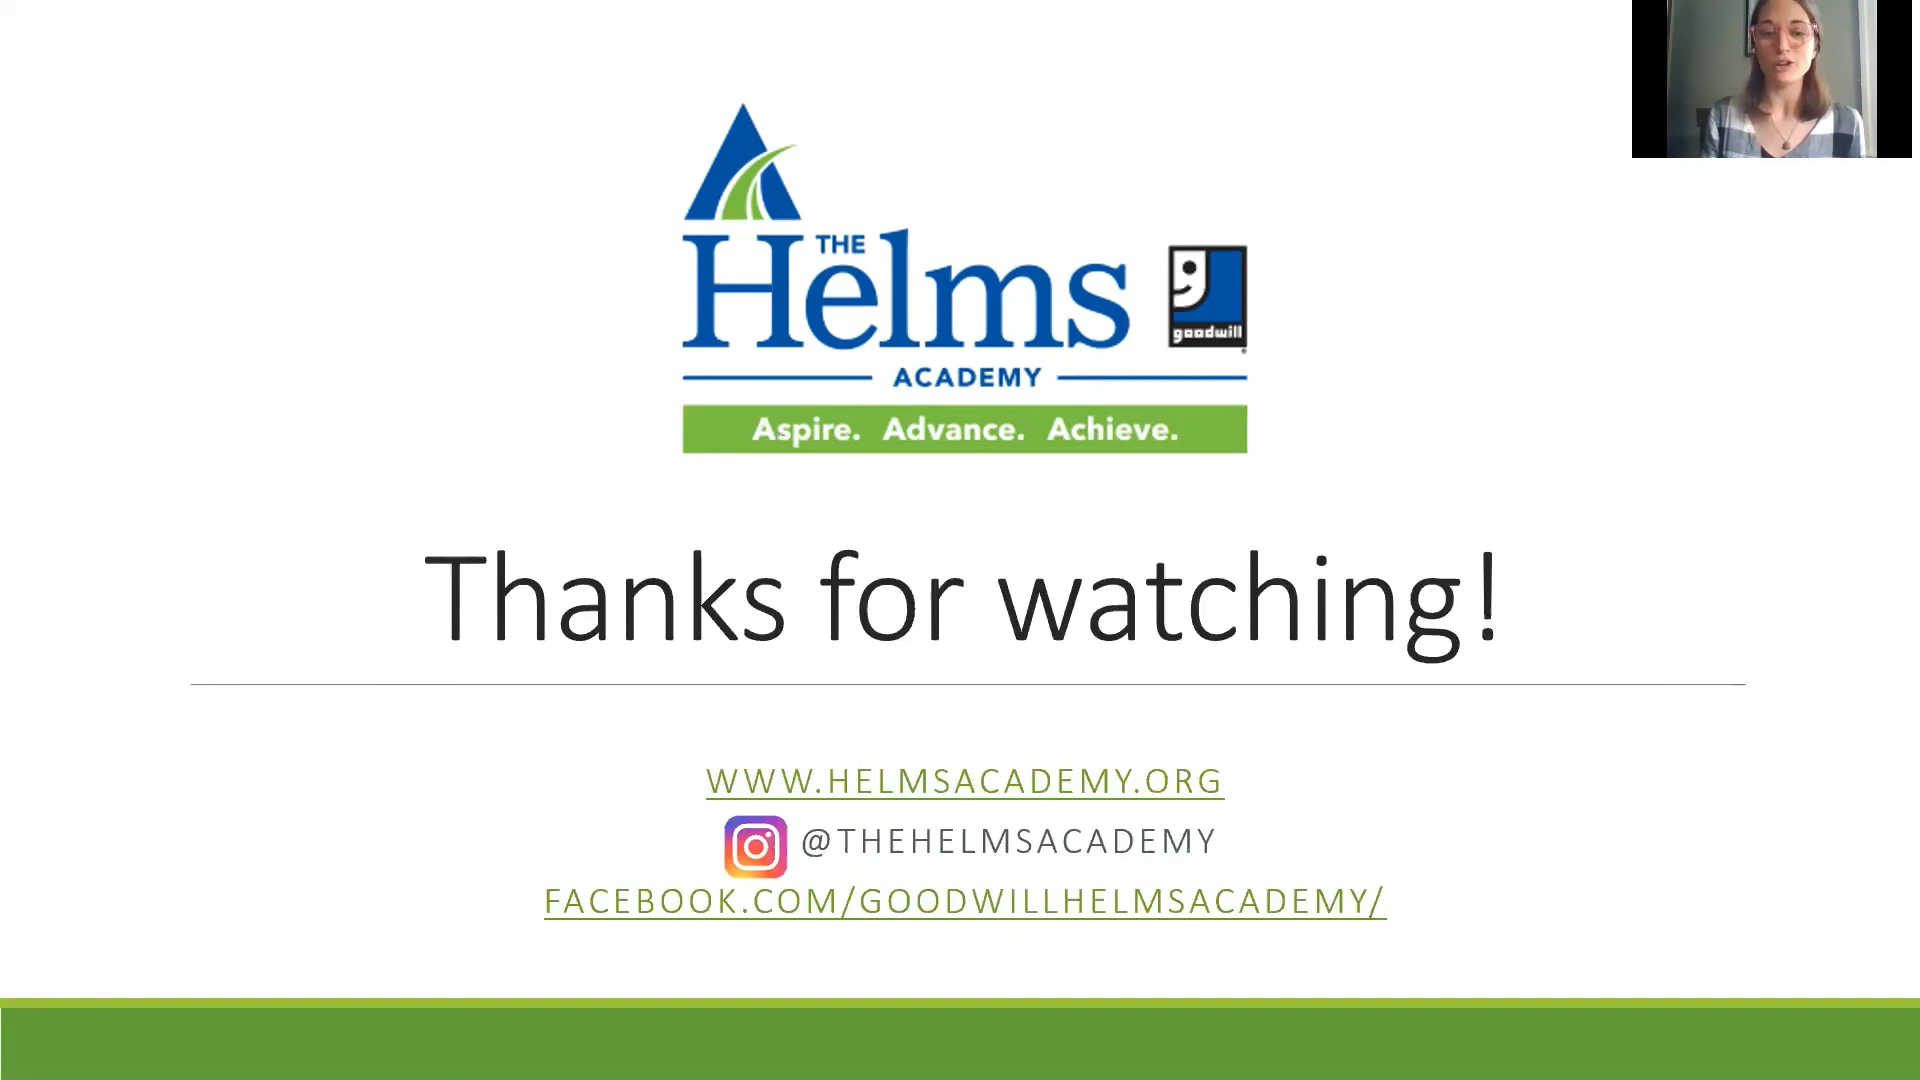 THE
Helms
goodwill
ACADEMY
Aspire. Advance. Achieve.
Thanks for watching!
WWW.HELMSACADEMY.ORG
@THEHELMSACADEMY
FACEBOOK.COM/GOODWILLHELMSACADEMY/